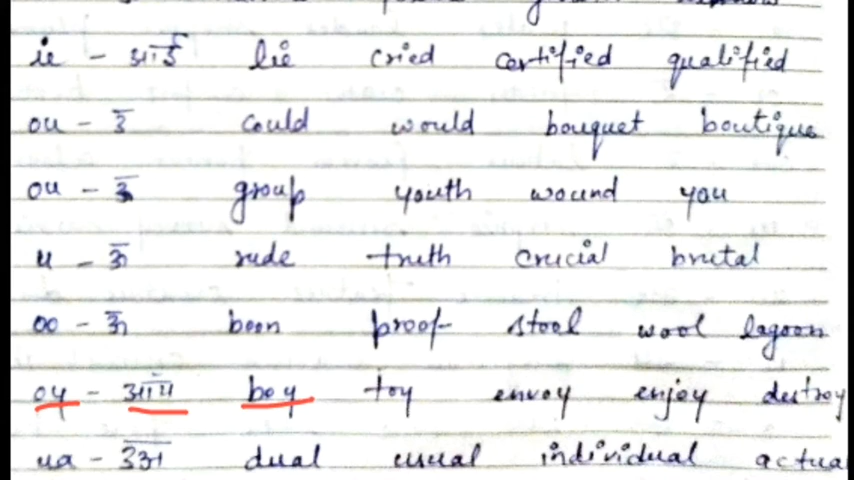 ie - आई lie cried certified qualified
ou - उ could would bouquet boutique
ou - ऊ group youth wound you
u - ऊ rude truth crucial brutal
oo - ऊ boon proof stool wool lagoon
oy - ऑय boy toy envoy enjoy destroy
ua - उअ dual usual individual actual